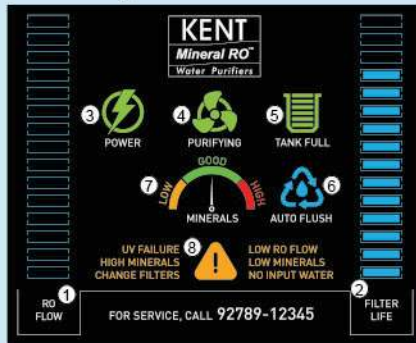 KENT
Mineral RO™
Water Purifiers
3
POWER
4
PURIFYING
5
TANK FULL
7
LOW
GOOD
HIGH
MINERALS
6
AUTO FLUSH
8
UV FAILURE
HIGH MINERALS
CHANGE FILTERS
!
LOW RO FLOW
LOW MINERALS
NO INPUT WATER
1
RO
FLOW
FOR SERVICE, CALL 92789-12345
2
FILTER
LIFE